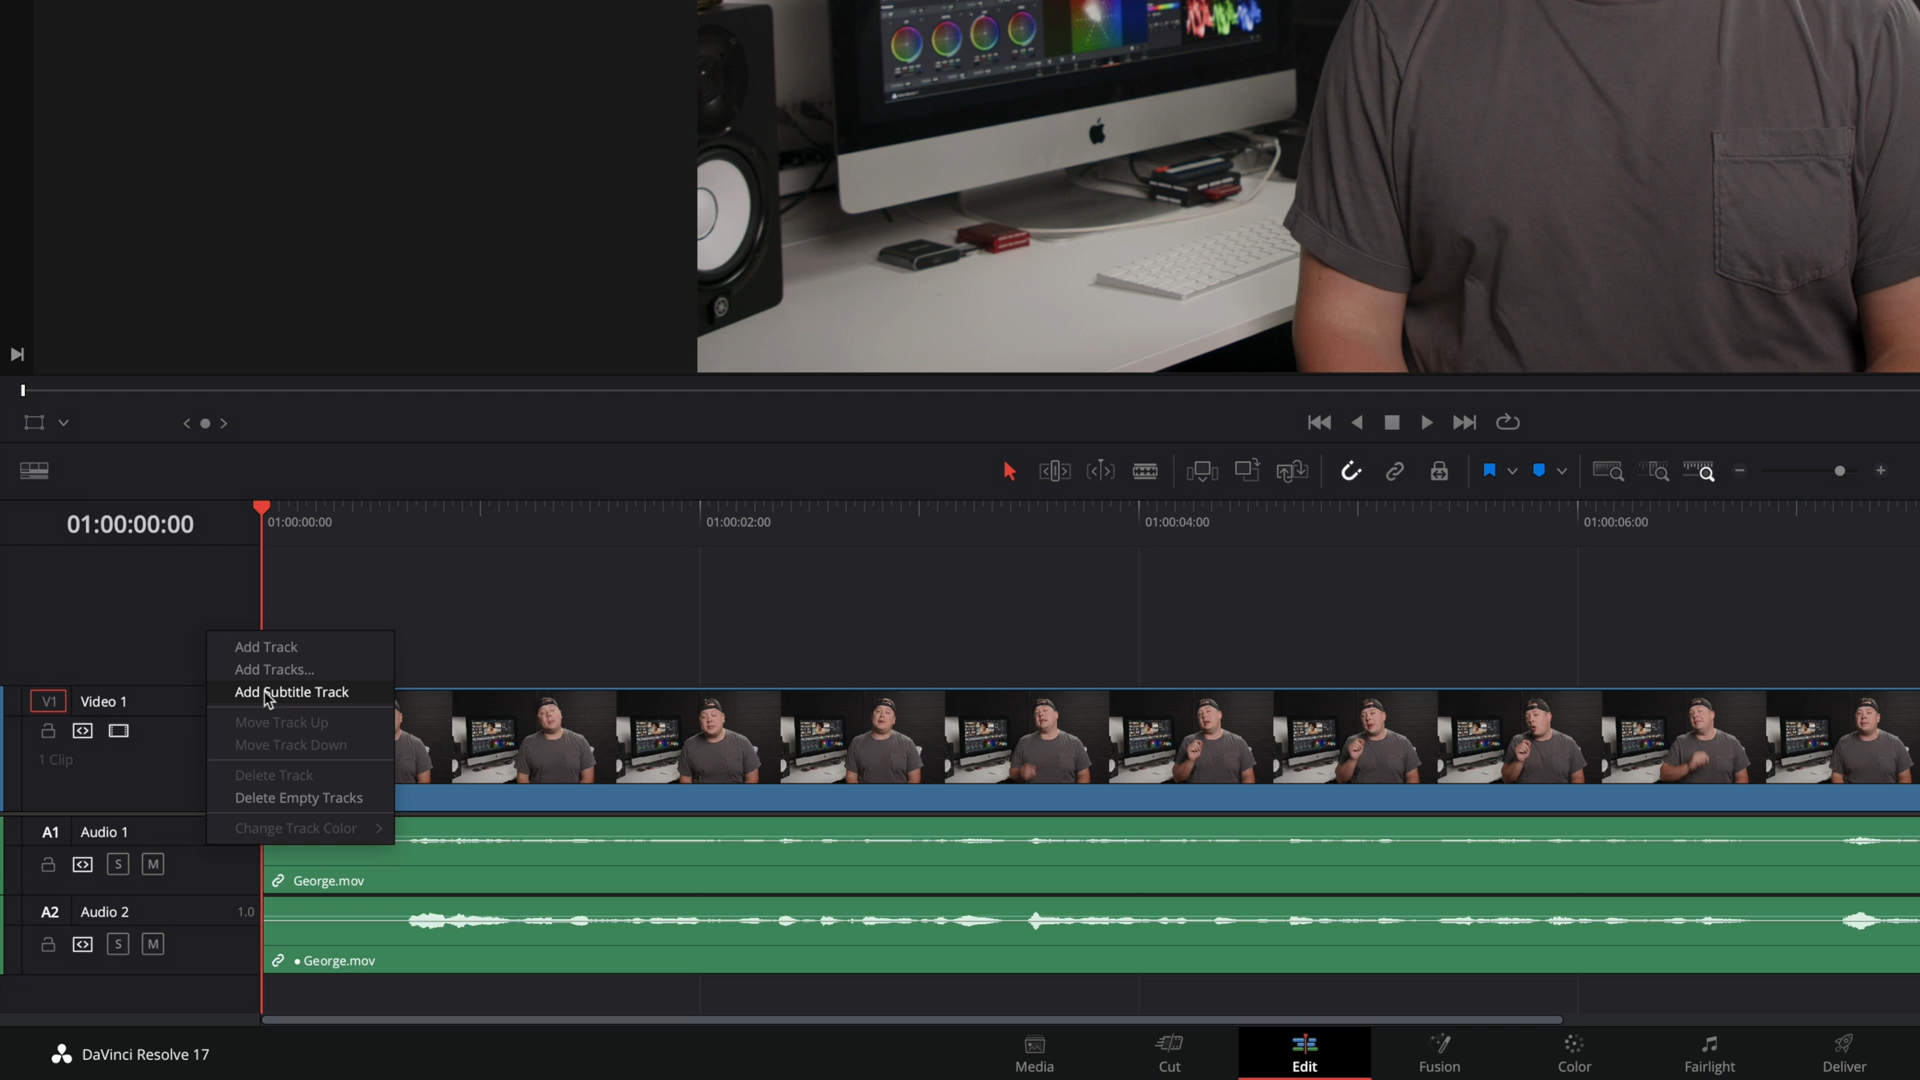 01:00:00:00
01:00:00:00
01:00:02:00
01:00:04:00
01:00:06:00
Add Track
Add Tracks...
Add Subtitle Track
Move Track Up
Move Track Down
Delete Track
Delete Empty Tracks
Change Track Color
V1 Video 1
1 Clip
A1 Audio 1
S M
George.mov
A2 Audio 2 1.0
S M
• George.mov
DaVinci Resolve 17
Media
Cut
Edit
Fusion
Color
Fairlight
Deliver